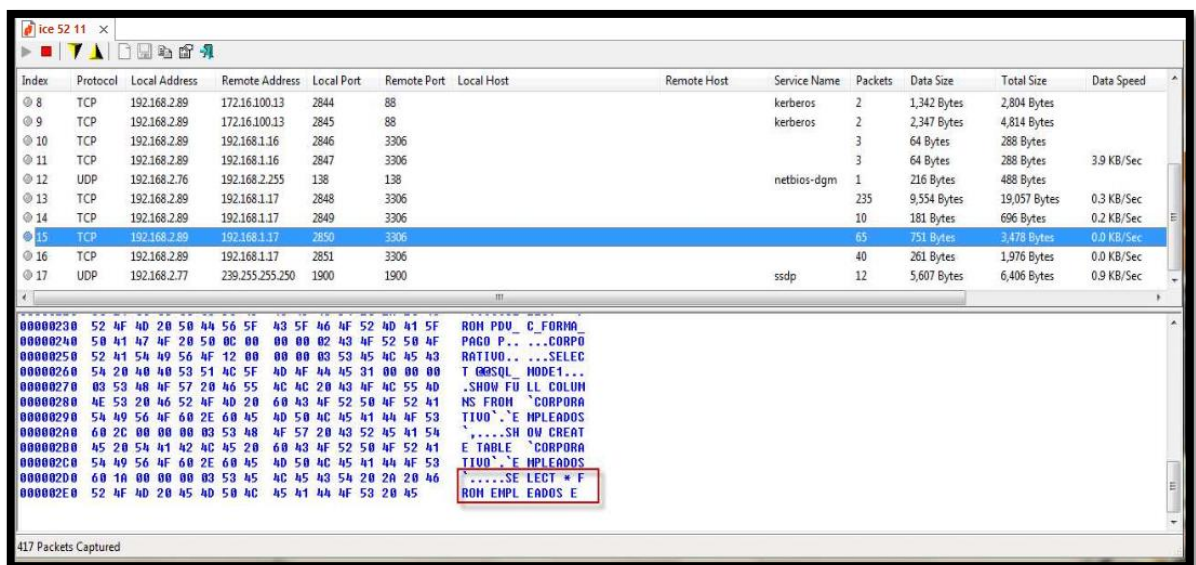 ice 52 11 ×
Index Protocol Local Address Remote Address Local Port Remote Port Local Host Remote Host Service Name Packets Data Size Total Size Data Speed
8 TCP 192.168.2.89 172.16.100.13 2844 88 kerberos 2 1,342 Bytes 2,804 Bytes
9 TCP 192.168.2.89 172.16.100.13 2845 88 kerberos 2 2,347 Bytes 4,814 Bytes
10 TCP 192.168.2.89 192.168.1.16 2846 3306 3 64 Bytes 288 Bytes
11 TCP 192.168.2.89 192.168.1.16 2847 3306 3 64 Bytes 288 Bytes 3.9 KB/Sec
12 UDP 192.168.2.76 192.168.2.255 138 138 netbios-dgm 1 216 Bytes 488 Bytes
13 TCP 192.168.2.89 192.168.1.17 2848 3306 235 9,554 Bytes 19,057 Bytes 0.3 KB/Sec
14 TCP 192.168.2.89 192.168.1.17 2849 3306 10 181 Bytes 696 Bytes 0.2 KB/Sec
15 TCP 192.168.2.89 192.168.1.17 2850 3306 65 751 Bytes 3,478 Bytes 0.0 KB/Sec
16 TCP 192.168.2.89 192.168.1.17 2851 3306 40 261 Bytes 1,976 Bytes 0.0 KB/Sec
17 UDP 192.168.2.77 239.255.255.250 1900 1900 ssdp 12 5,607 Bytes 6,406 Bytes 0.9 KB/Sec
00000230 52 4F 4D 20 50 44 56 5F 43 5F 46 4F 52 4D 41 5F ROM PDV_ C_FORMA_
00000240 50 41 47 4F 20 50 0C 00 00 00 02 43 4F 52 50 4F PAGO P.. ...CORPO
00000250 52 41 54 49 56 4F 12 00 00 00 03 53 45 4C 45 43 RATIVO.. ...SELEC
00000260 54 20 40 40 53 51 4C 5F 4D 4F 44 45 31 00 00 00 T @@SQL_ MODE1...
00000270 03 53 48 4F 57 20 46 55 4C 4C 20 43 4F 4C 55 4D .SHOW FU LL COLUM
00000280 4E 53 20 46 52 4F 4D 20 60 43 4F 52 50 4F 52 41 NS FROM `CORPORA
00000290 54 49 56 4F 60 2E 60 45 4D 50 4C 45 41 44 4F 53 TIVO`.`E MPLEADOS
000002A0 60 2C 00 00 00 03 53 48 4F 57 20 43 52 45 41 54 `,....SH OW CREAT
000002B0 45 20 54 41 42 4C 45 20 60 43 4F 52 50 4F 52 41 E TABLE `CORPORA
000002C0 54 49 56 4F 60 2E 60 45 4D 50 4C 45 41 44 4F 53 TIVO`.`E MPLEADOS
000002D0 60 1A 00 00 00 03 53 45 4C 45 43 54 20 2A 20 46 `.....SE LECT * F
000002E0 52 4F 4D 20 45 4D 50 4C 45 41 44 4F 53 20 45 ROM EMPL EADOS E
417 Packets Captured